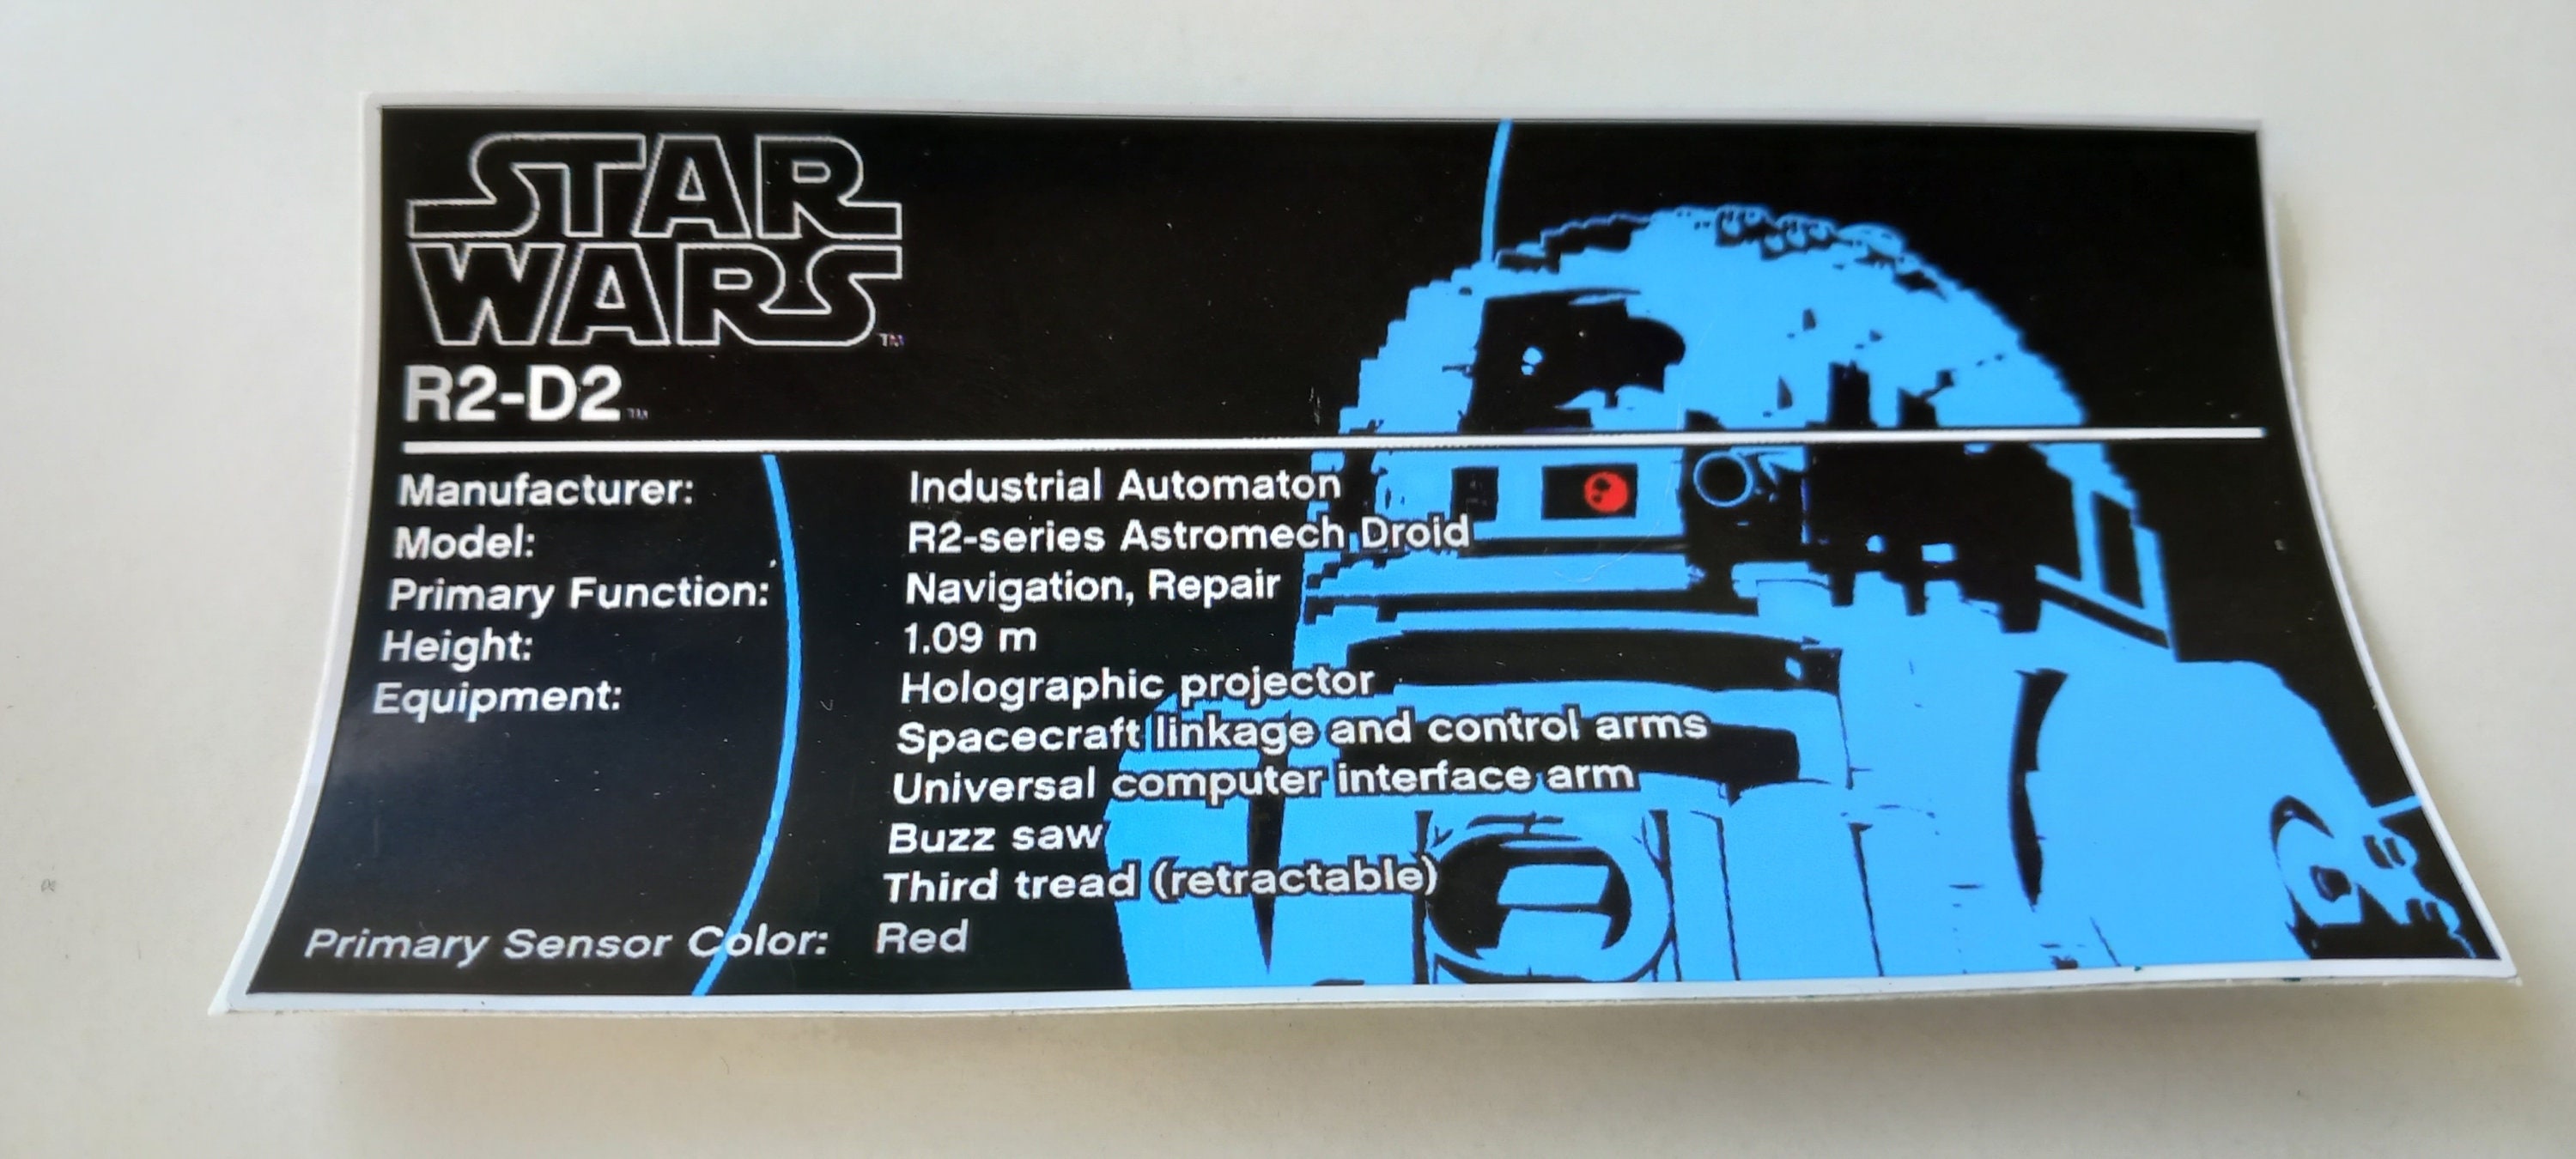 STAR
WARS™
R2-D2™
Manufacturer: Industrial Automaton
Model: R2-series Astromech Droid
Primary Function: Navigation, Repair
Height: 1.09 m
Equipment: Holographic projector
Spacecraft linkage and control arms
Universal computer interface arm
Buzz saw
Third tread (retractable)
Primary Sensor Color: Red